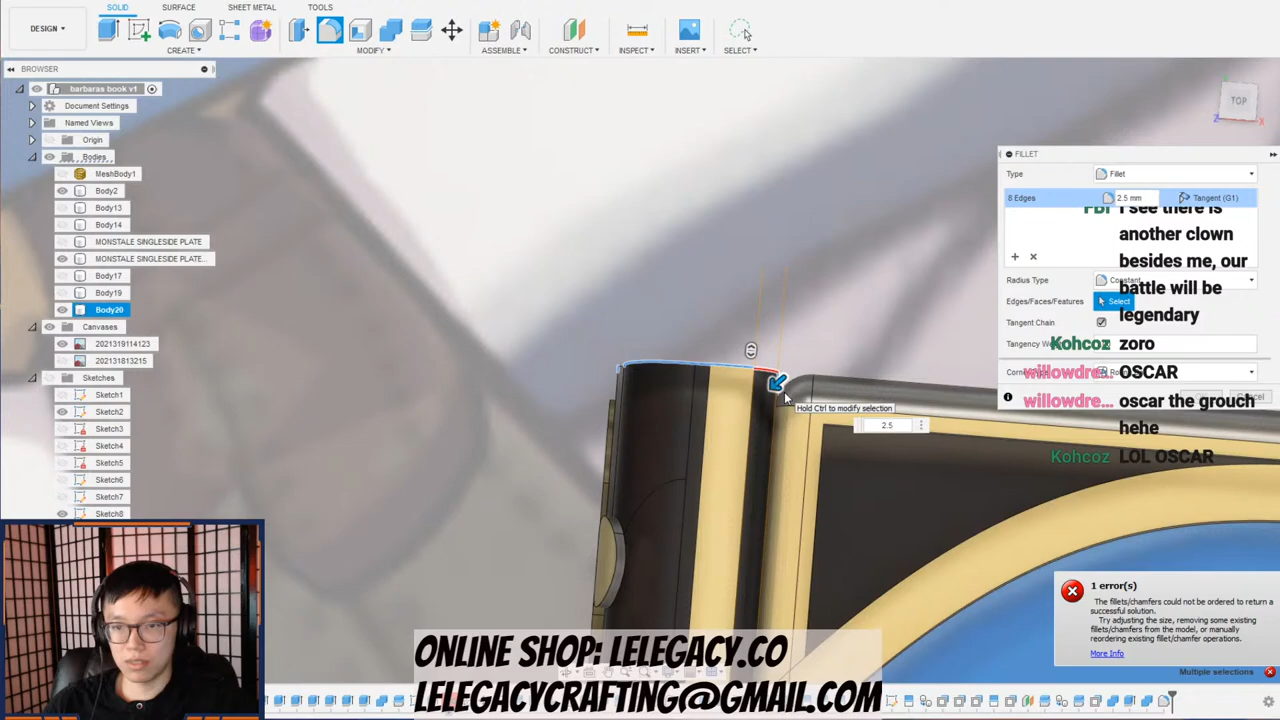 SOLID SURFACE SHEET METAL TOOLS
DESIGN
CREATE MODIFY ASSEMBLE CONSTRUCT INSPECT INSERT SELECT
BROWSER
barbaras book v1
Document Settings
Named Views
Origin
Bodies
MeshBody1
Body2
Body13
Body14
MONSTALE SINGLESIDE PLATE
MONSTALE SINGLESIDE PLATE...
Body17
Body19
Body20
Canvases
2021319114123
2021313813215
Sketches
Sketch1
Sketch2
Sketch3
Sketch4
Sketch5
Sketch6
Sketch7
Sketch8
TOP
FILLET
Type Fillet
8 Edges 2.5 mm Tangent (G1)
I see there is
another clown
besides me, our
battle will be
legendary
Radius Type Constant
Edges/Faces/Features Select
Tangent Chain
Tangency
Kohcoz zoro
willowdre... OSCAR
willowdre... oscar the grouch
hehe
Kohcoz LOL OSCAR
Hold Ctrl to modify selection
2.5
1 error(s)
The fillets/chamfers could not be ordered to return a
successful solution.
Try adjusting the size, removing some existing
fillets/chamfers from the model, or manually
reordering existing fillet/chamfer operations.
More Info
Multiple selections
ONLINE SHOP: LELEGACY.CO
LELEGACYCRAFTING@GMAIL.COM